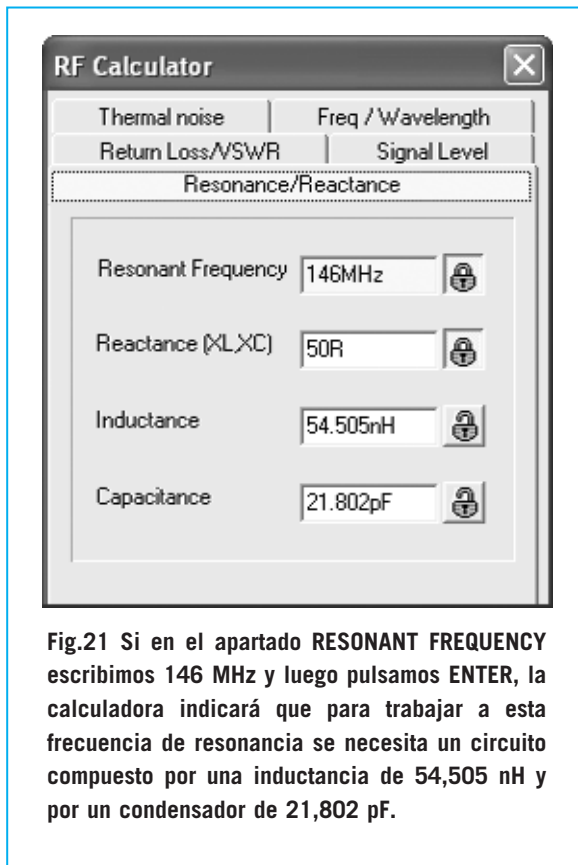 RF Calculator
Thermal noise
Freq / Wavelength
Return Loss/VSWR
Signal Level
Resonance/Reactance
Resonant Frequency 146MHz
Reactance (XL,XC) 50R
Inductance 54.505nH
Capacitance 21.802pF
Fig.21 Si en el apartado RESONANT FREQUENCY
escribimos 146 MHz y luego pulsamos ENTER, la
calculadora indicará que para trabajar a esta
frecuencia de resonancia se necesita un circuito
compuesto por una inductancia de 54,505 nH y
por un condensador de 21,802 pF.